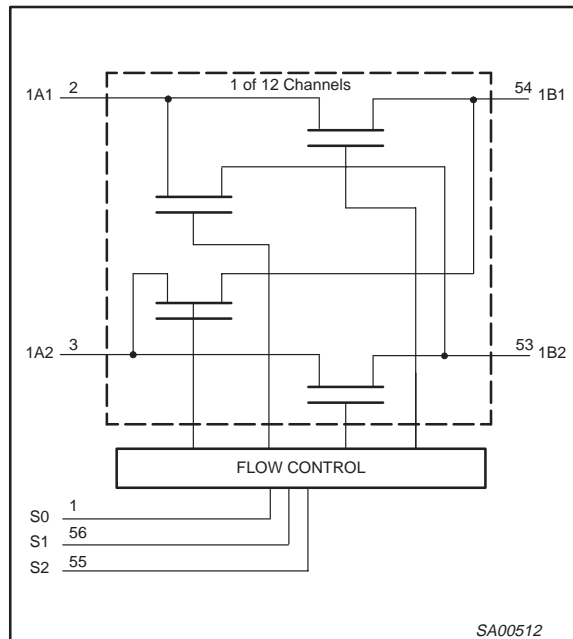 1 of 12 Channels
1A1 2
54 1B1
1A2 3
53 1B2
FLOW CONTROL
S0 1
S1 56
S2 55
SA00512